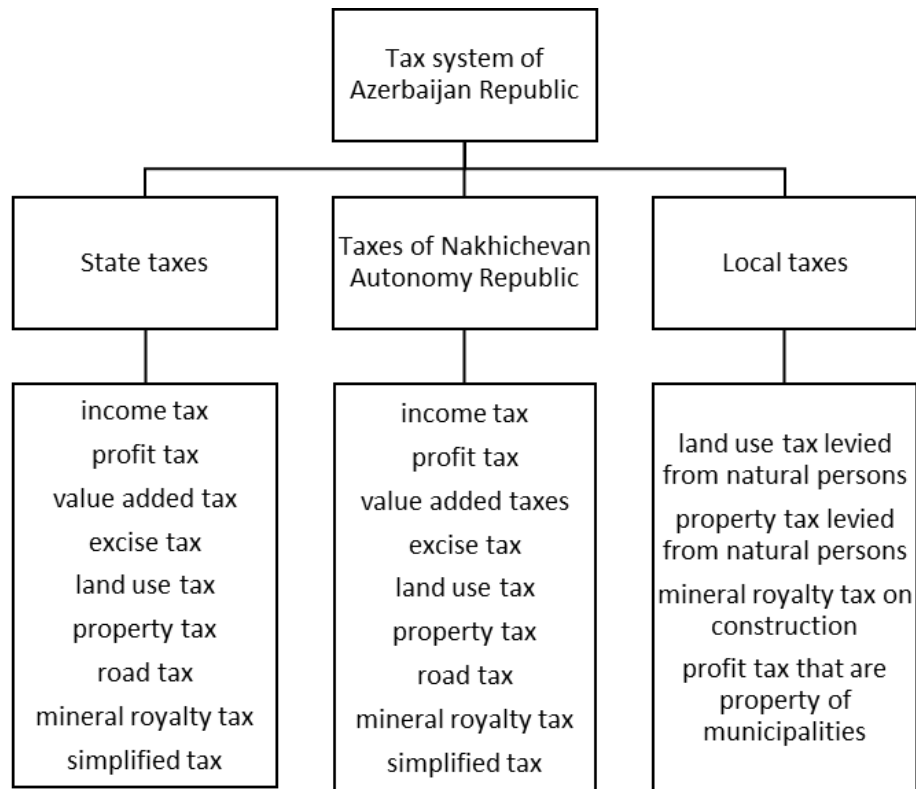 Tax system of
Azerbaijan Republic
State taxes
Taxes of Nakhichevan
Autonomy Republic
Local taxes
income tax
profit tax
value added tax
excise tax
land use tax
property tax
road tax
mineral royalty tax
simplified tax
income tax
profit tax
value added taxes
excise tax
land use tax
property tax
road tax
mineral royalty tax
simplified tax
land use tax levied
from natural persons
property tax levied
from natural persons
mineral royalty tax on
construction
profit tax that are
property of
municipalities